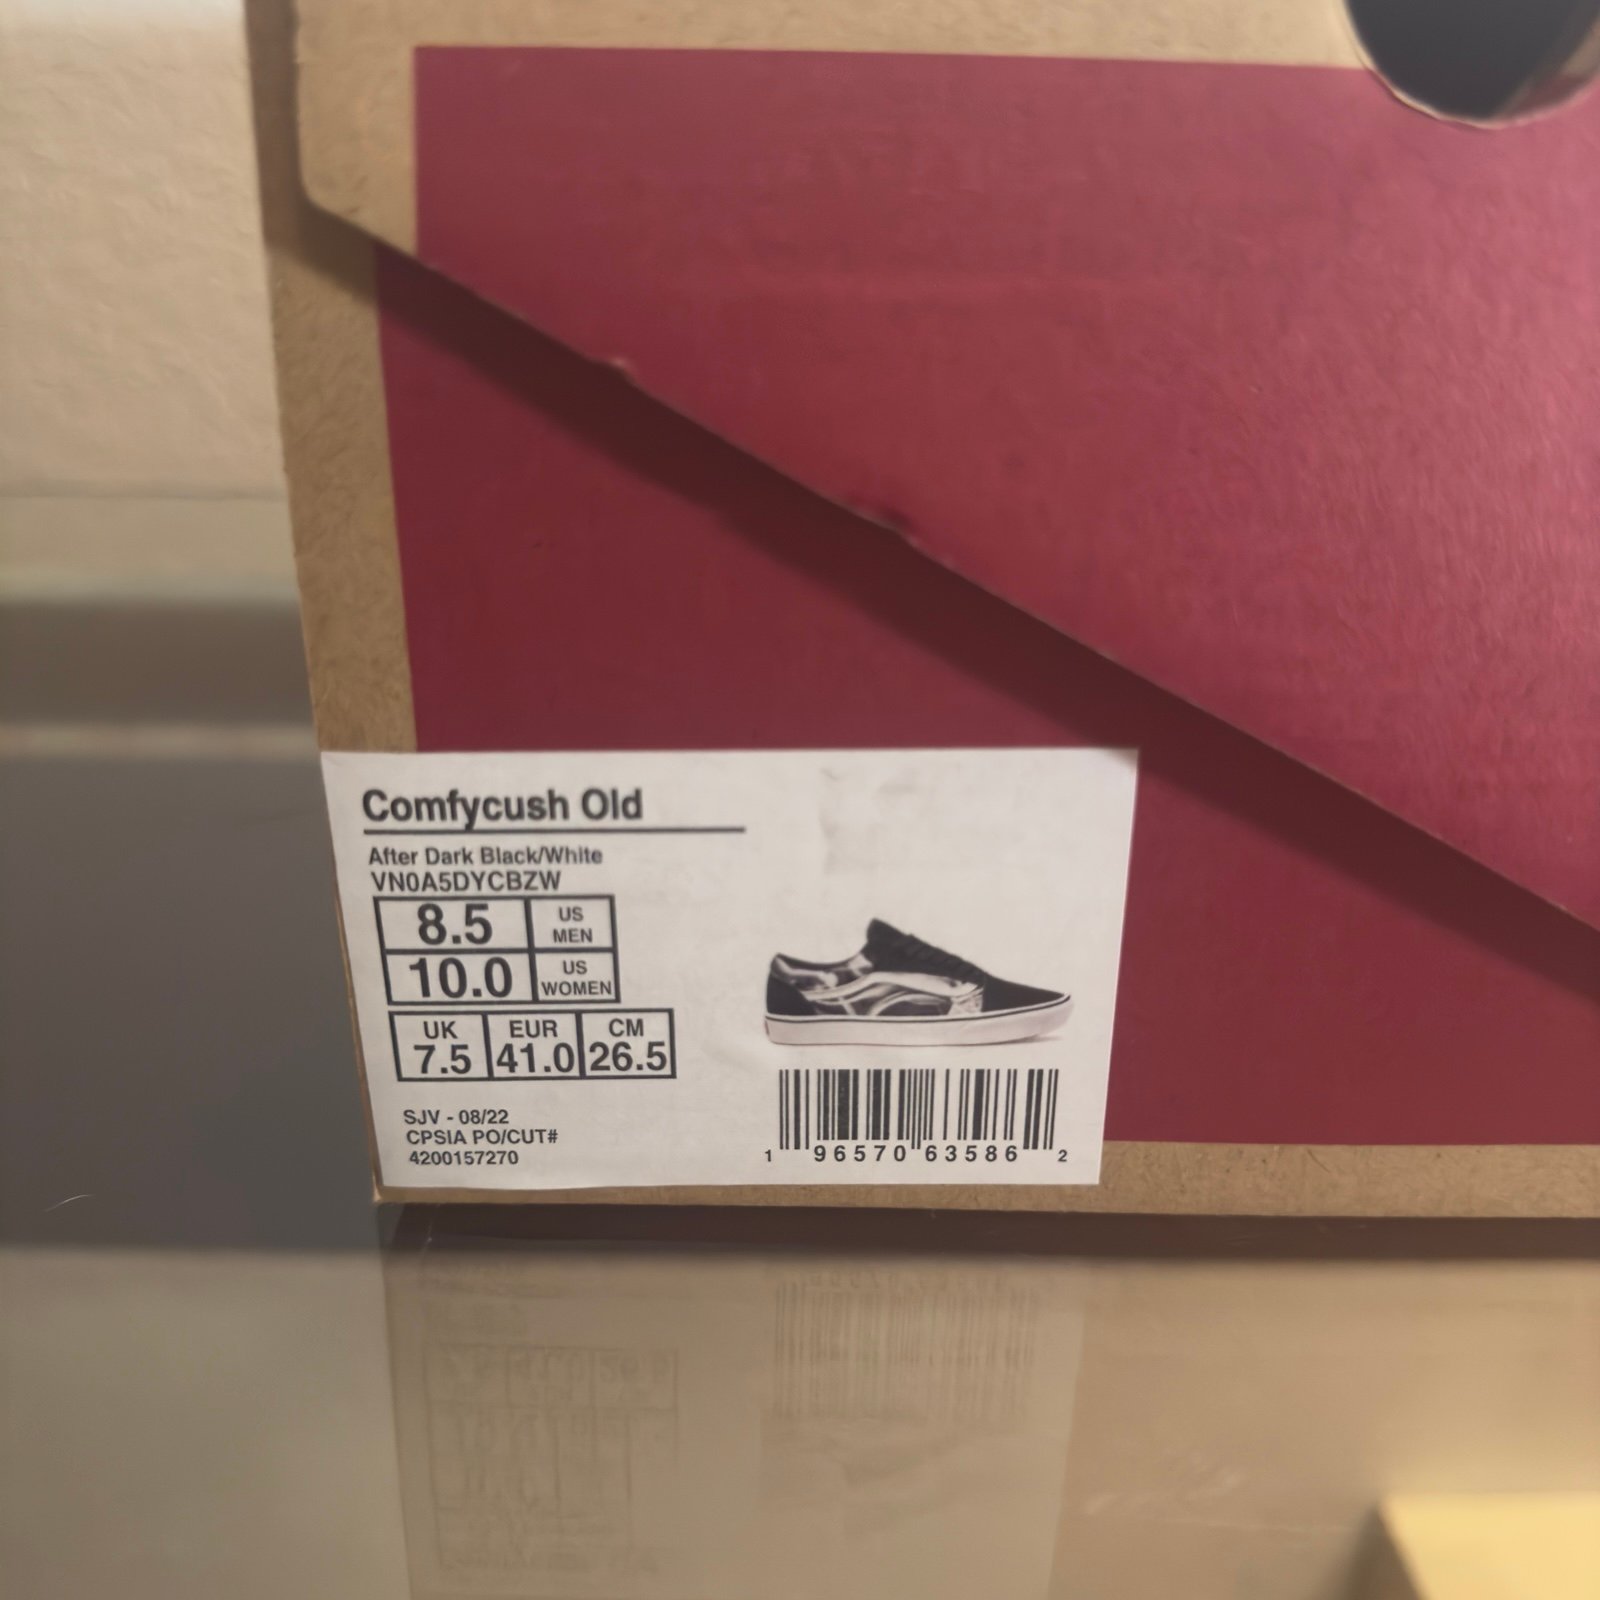 Comfycush Old
After Dark Black/White
VN0A5DYCBZW
8.5 US MEN
10.0 US WOMEN
UK EUR CM
7.5 41.0 26.5
SJV - 08/22
CPSIA PO/CUT#
4200157270
1 96570 63586 2